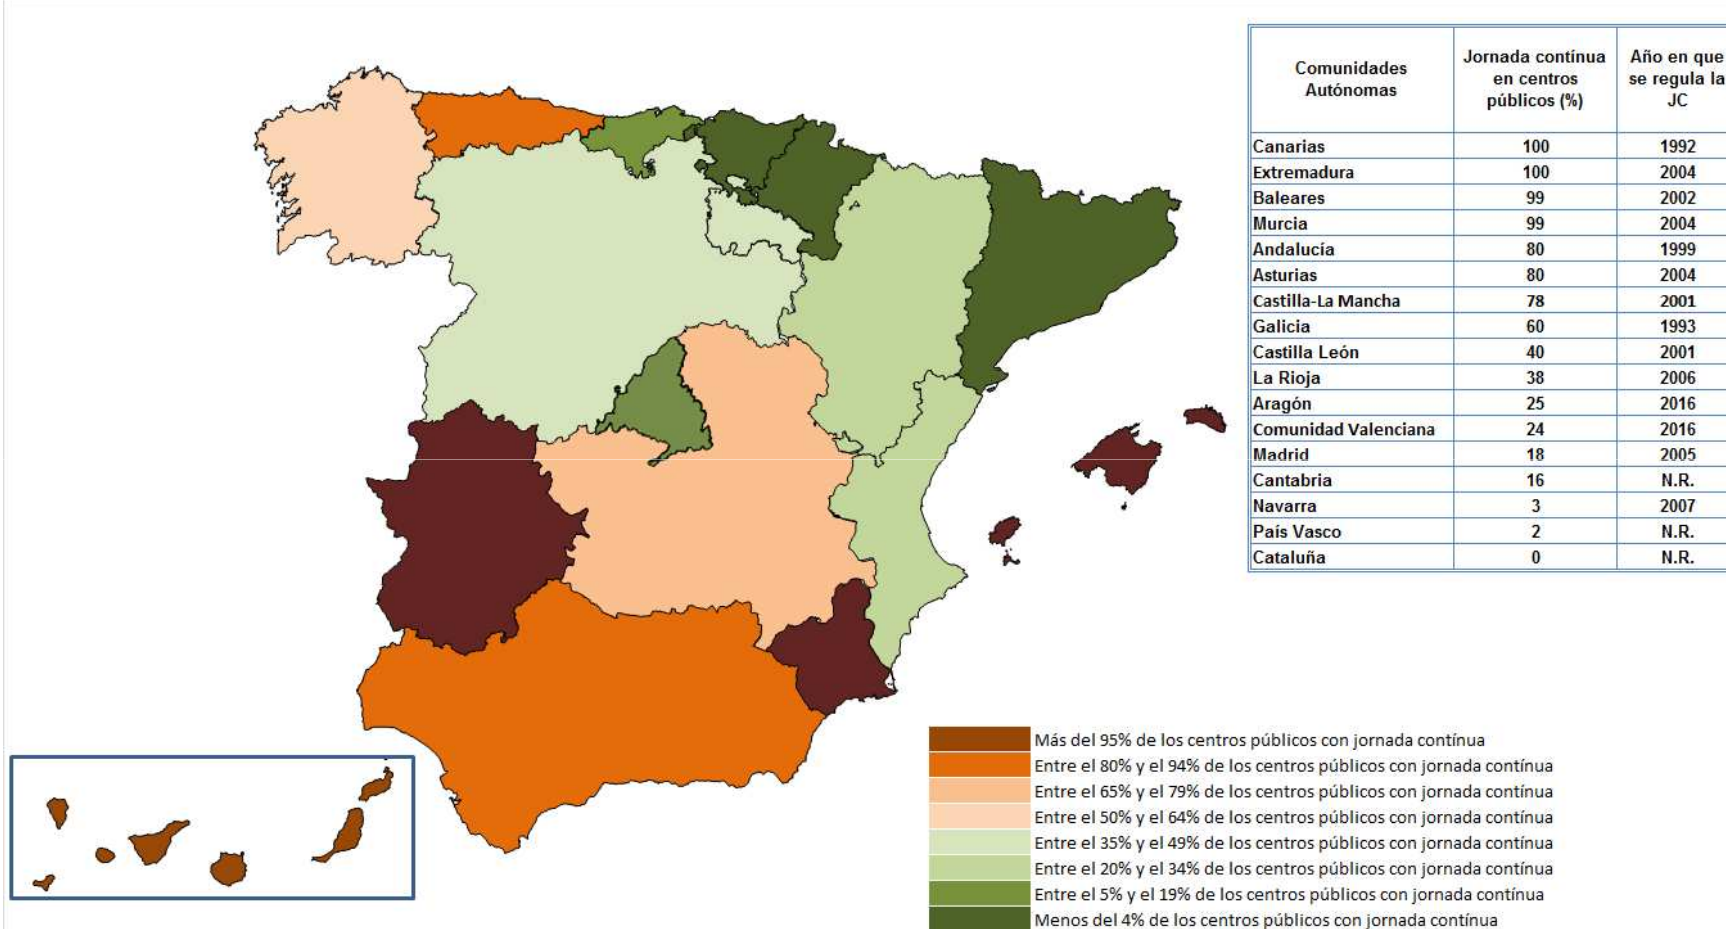 Comunidades
Autónomas
Jornada contínua
en centros
públicos (%)
Año en que
se regula la
JC
Canarias 100 1992
Extremadura 100 2004
Baleares 99 2002
Murcia 99 2004
Andalucía 80 1999
Asturias 80 2004
Castilla-La Mancha 78 2001
Galicia 60 1993
Castilla León 40 2001
La Rioja 38 2006
Aragón 25 2016
Comunidad Valenciana 24 2016
Madrid 18 2005
Cantabria 16 N.R.
Navarra 3 2007
País Vasco 2 N.R.
Cataluña 0 N.R.
Más del 95% de los centros públicos con jornada contínua
Entre el 80% y el 94% de los centros públicos con jornada contínua
Entre el 65% y el 79% de los centros públicos con jornada contínua
Entre el 50% y el 64% de los centros públicos con jornada contínua
Entre el 35% y el 49% de los centros públicos con jornada contínua
Entre el 20% y el 34% de los centros públicos con jornada contínua
Entre el 5% y el 19% de los centros públicos con jornada contínua
Menos del 4% de los centros públicos con jornada contínua